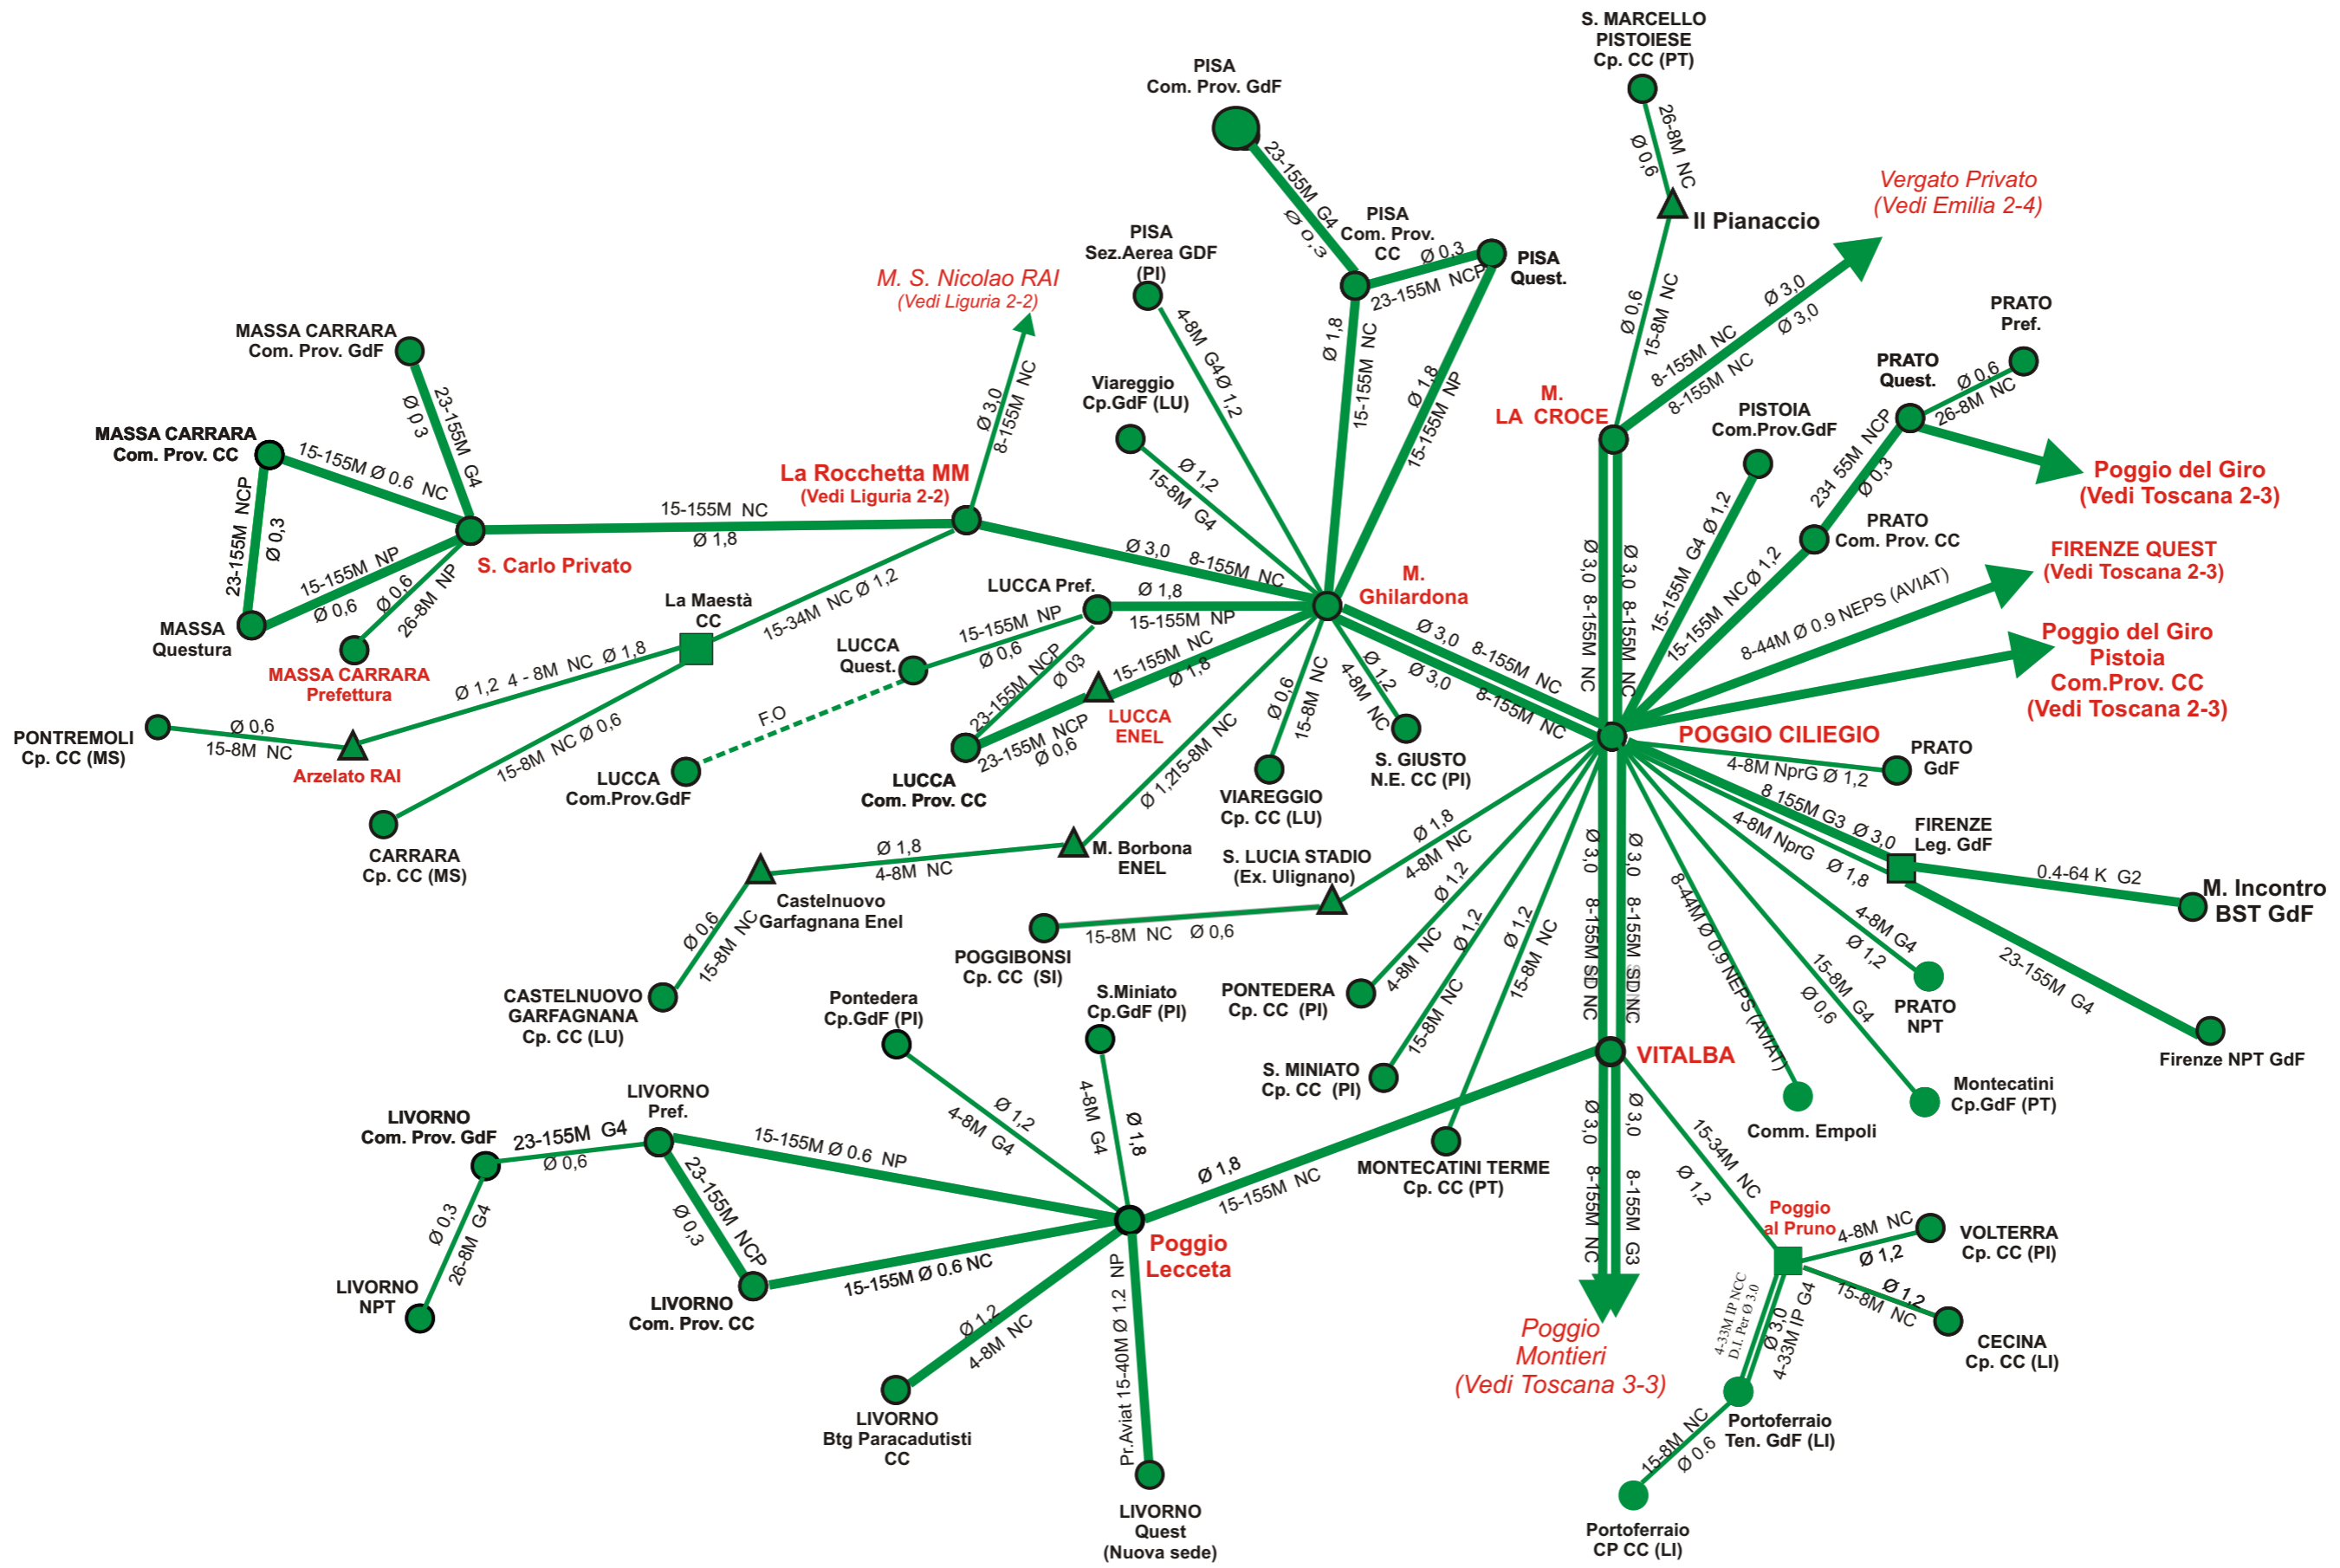 S. MARCELLO
PISTOIESE
Cp. CC (PT)
26-8M  NC
Ø 0,6
Il Pianaccio
Ø 0,6
15-8M  NC
Vergato Privato
(Vedi Emilia 2-4)
Ø 3,0
8-155M  NC
Ø 3,0
8-155M  NC
M.
LA  CROCE
PISA
Com. Prov. GdF
23-155M  G4
Ø 0,3
PISA
Com. Prov.
CC
Ø 0,3
23-155M  NCP
PISA
Quest.
PISA
Sez.Aerea GDF
(PI)
4-8M  G4
Ø 1,2
Ø 1,8
15-155M  NC
Ø 1,8
15-155M  NP
Viareggio
Cp.GdF (LU)
Ø 1,2
15-8M  G4
M. S. Nicolao RAI
(Vedi Liguria 2-2)
Ø 3,0
8-155M  NC
La Rocchetta MM
(Vedi Liguria 2-2)
MASSA CARRARA
Com. Prov. GdF
23-155M  G4
Ø 0 3
MASSA CARRARA
Com. Prov. CC
15-155M Ø 0.6  NC
23-155M  NCP
Ø 0,3
15-155M  NP
Ø 0,6
MASSA
Questura
Ø 0,6
26-8M  NP
MASSA CARRARA
Prefettura
S. Carlo Privato
15-155M  NC
Ø 1,8
Ø 3,0
8-155M  NC
M.
Ghilardona
La Maestà
CC
15-34M  NC Ø 1,2
Ø 1,2  4 - 8M  NC  Ø 1,8
PONTREMOLI
Cp. CC (MS)
Ø 0,6
15-8M  NC
Arzelato RAI
15-8M  NC Ø 0,6
CARRARA
Cp. CC (MS)
LUCCA Pref.
Ø 1,8
15-155M  NP
LUCCA
Quest.
15-155M  NP
Ø 0,6
F.O
LUCCA
Com.Prov.GdF
23-155M  NCP
Ø 03
15-155M  NC
Ø 1,8
LUCCA
ENEL
23-155M  NCP
Ø 0,6
LUCCA
Com. Prov. CC
Ø 1,2
15-8M  NC
M. Borbona
ENEL
Ø 1,8
4-8M  NC
Castelnuovo
Garfagnana Enel
Ø 0,6
15-8M  NC
CASTELNUOVO
GARFAGNANA
Cp. CC (LU)
Ø 0,6
15-8M  NC
VIAREGGIO
Cp. CC (LU)
Ø 1,2
4-8M  NC
S. GIUSTO
N.E. CC (PI)
Ø 3,0    8-155M  NC
Ø 3,0    8-155M  NC
Ø 3,0  8-155M  NC
Ø 3,0  8-155M  NC
PISTOIA
Com.Prov.GdF
15-155M  G4  Ø 1,2
PRATO
Pref.
PRATO
Quest.
Ø 0,6
26-8M  NC
Poggio del Giro
(Vedi Toscana 2-3)
231 55M  NCP
Ø 0,3
PRATO
Com. Prov. CC
15-155M  NC Ø 1,2
FIRENZE QUEST
(Vedi Toscana 2-3)
8-44M Ø 0.9 NEPS (AVIAT)
Poggio del Giro
Pistoia
Com.Prov. CC
(Vedi Toscana 2-3)
POGGIO CILIEGIO
PRATO
GdF
4-8M NprG Ø 1,2
8 155M G3  Ø 3,0
FIRENZE
Leg. GdF
4-8M NprG   Ø 1,8
0.4-64 K  G2
M. Incontro
BST GdF
23-155M  G4
Firenze NPT GdF
4-8M G4
Ø 1,2
PRATO
NPT
15-8M  G4
Ø 0,6
Montecatini
Cp.GdF (PT)
8-44M Ø 0.9 NEPS (AVIAT)
Comm. Empoli
Ø 1,8
4-8M  NC
S. LUCIA STADIO
(Ex. Ulignano)
15-8M  NC   Ø 0,6
POGGIBONSI
Cp. CC  (SI)
Ø 1,2
4-8M  NC
PONTEDERA
Cp. CC  (PI)
Ø 1,2
15-8M  NC
S. MINIATO
Cp. CC  (PI)
Ø 1,2
15-8M  NC
MONTECATINI TERME
Cp. CC (PT)
Ø 3,0    8-155M  NC
Ø 3,0    8-155M  NC
VITALBA
Ø 1,8
15-155M  NC
Ø 3,0    8-155M  NC
Ø 3,0    8-155M  G3
Poggio
Montieri
(Vedi Toscana 3-3)
15-34M  NC
Ø 1,2
Poggio
al Pruno
4-8M  NC
Ø 1,2
VOLTERRA
Cp. CC (PI)
Ø 1,2
15-8M  NC
CECINA
Cp. CC (LI)
4-33M IP NCC
D.I. Per Ø 3.0
Ø 3,0
4-33M IP G4
Portoferraio
Ten. GdF (LI)
15-8M  NC
Ø 0.6
Portoferraio
CP CC (LI)
Pontedera
Cp.GdF (PI)
Ø 1,2
4-8M  G4
S.Miniato
Cp.GdF (PI)
4-8M  G4
Ø 1,8
Poggio
Lecceta
LIVORNO
Pref.
15-155M Ø 0.6  NP
LIVORNO
Com. Prov. GdF
23-155M  G4
Ø 0,6
Ø 0,3
26-8M  G4
LIVORNO
NPT
23-155M  NCP
Ø 0,3
LIVORNO
Com. Prov. CC
15-155M Ø 0.6 NC
Ø 1,2
4-8M  NC
LIVORNO
Btg Paracadutisti
CC
Pr.Aviat 15-40M Ø 1.2  NP
LIVORNO
Quest
(Nuova sede)